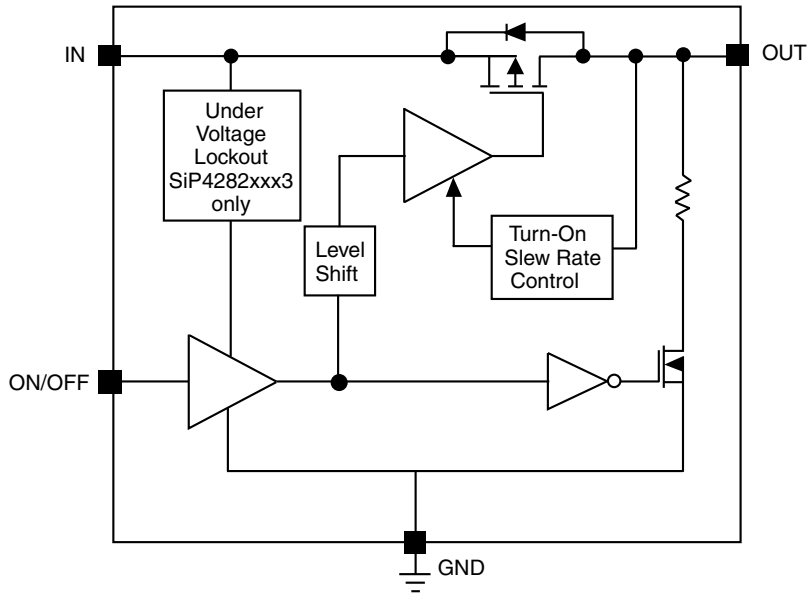 IN
OUT
Under
Voltage
Lockout
SiP4282xxx3
only
Level
Shift
Turn-On
Slew Rate
Control
ON/OFF
GND